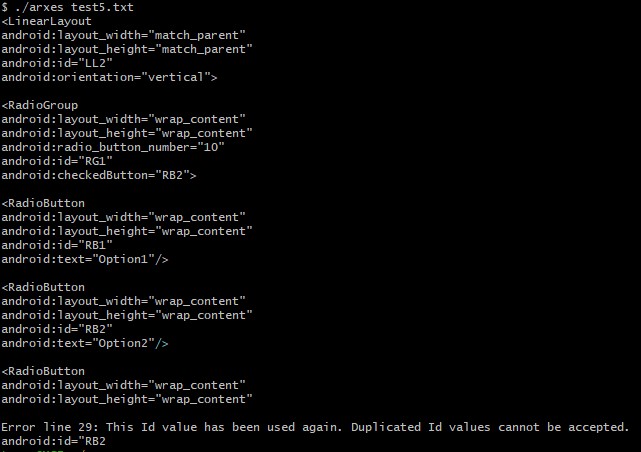 $ ./arxes test5.txt
<LinearLayout
android:layout_width="match_parent"
android:layout_height="match_parent"
android:id="LL2"
android:orientation="vertical">
<RadioGroup
android:layout_width="wrap_content"
android:layout_height="wrap_content"
android:radio_button_number="10"
android:id="RG1"
android:checkedButton="RB2">
<RadioButton
android:layout_width="wrap_content"
android:layout_height="wrap_content"
android:id="RB1"
android:text="Option1"/>
<RadioButton
android:layout_width="wrap_content"
android:layout_height="wrap_content"
android:id="RB2"
android:text="Option2"/>
<RadioButton
android:layout_width="wrap_content"
android:layout_height="wrap_content"
Error line 29: This Id value has been used again. Duplicated Id values cannot be accepted.
android:id="RB2